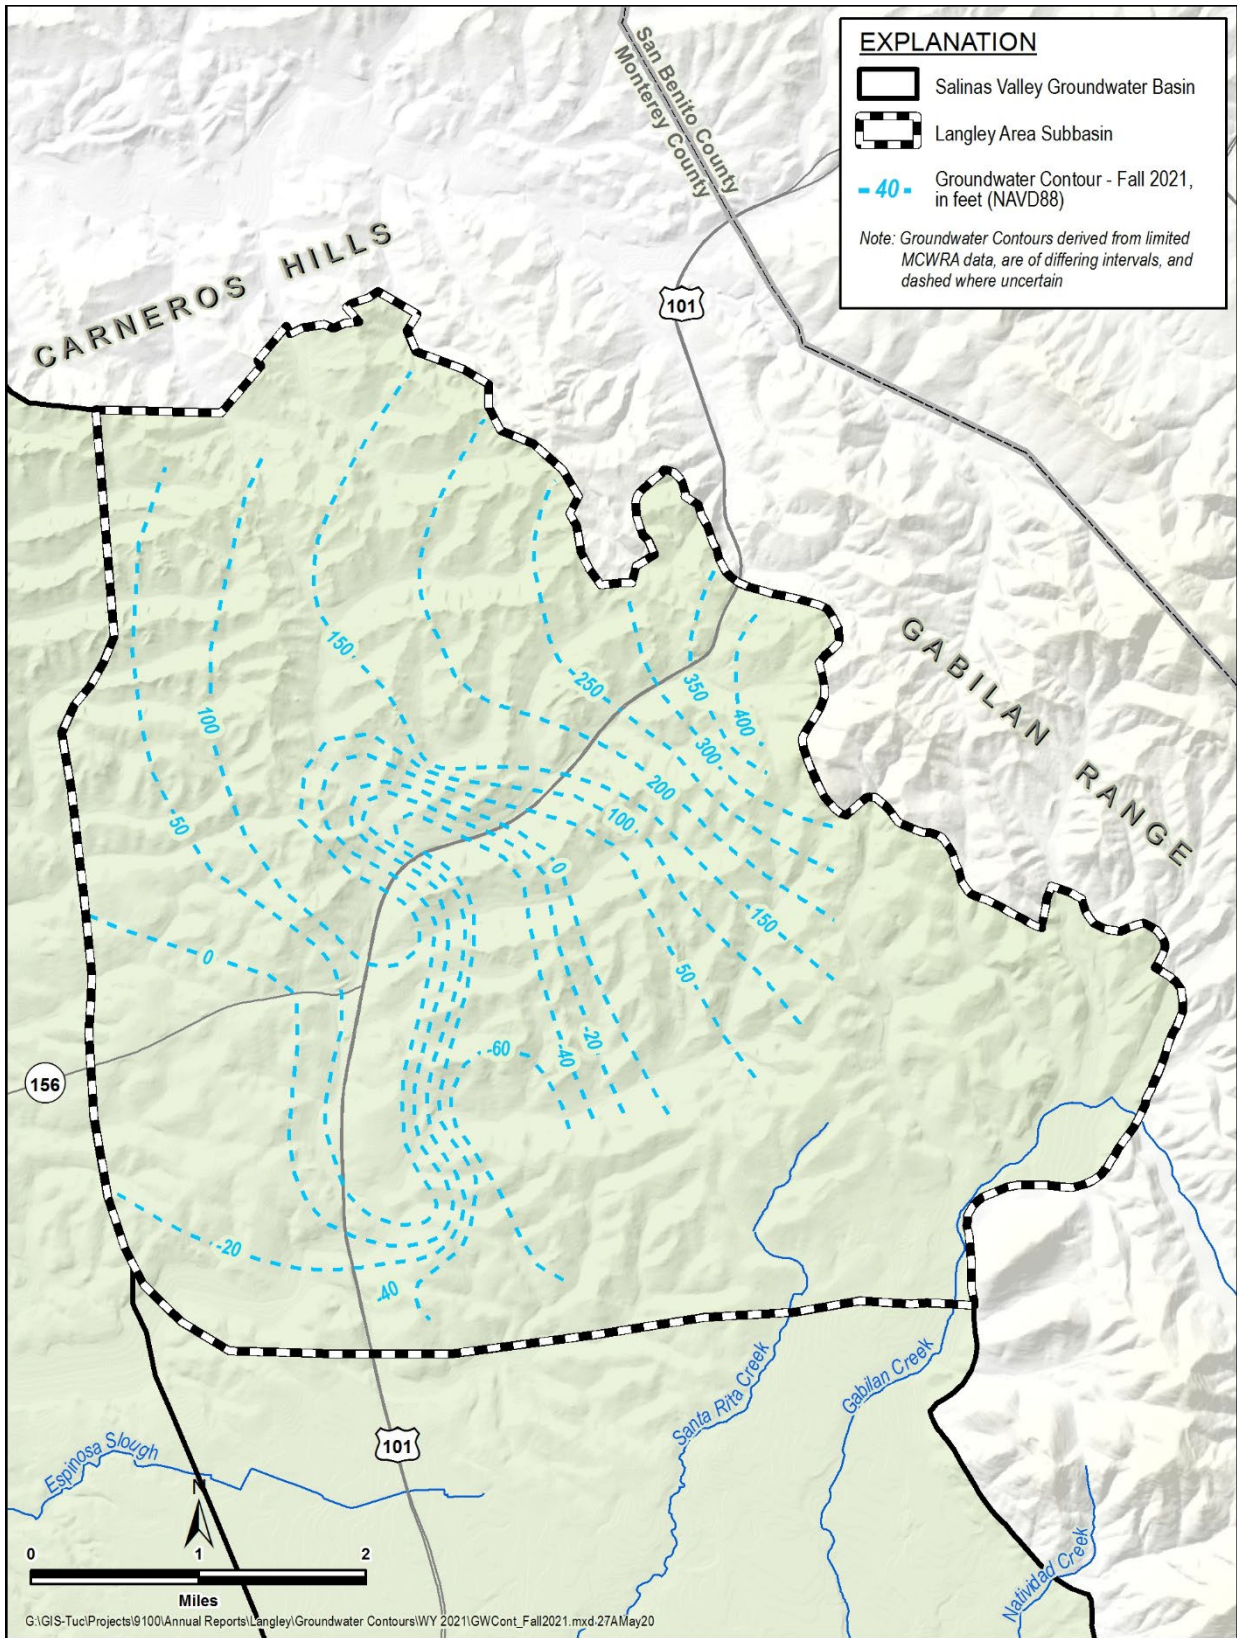 EXPLANATION
Salinas Valley Groundwater Basin
Langley Area Subbasin
- 40 -
Groundwater Contour - Fall 2021,
in feet (NAVD88)
Note: Groundwater Contours derived from limited
MCWRA data, are of differing intervals, and
dashed where uncertain
San Benito County
Monterey County
CARNEROS HILLS
101
GABILAN RANGE
150
250
350
400
100
300
200
50
100
0
150
0
50
-60
-20
-40
156
-20
-40
Santa Rita Creek
Gabilan Creek
101
Espinosa Slough
Natividad Creek
N
0
1
2
Miles
G:\GIS-Tuc\Projects\9100\Annual Reports\Langley\Groundwater Contours\WY 2021\GWCont_Fall2021.mxd-27AMay20